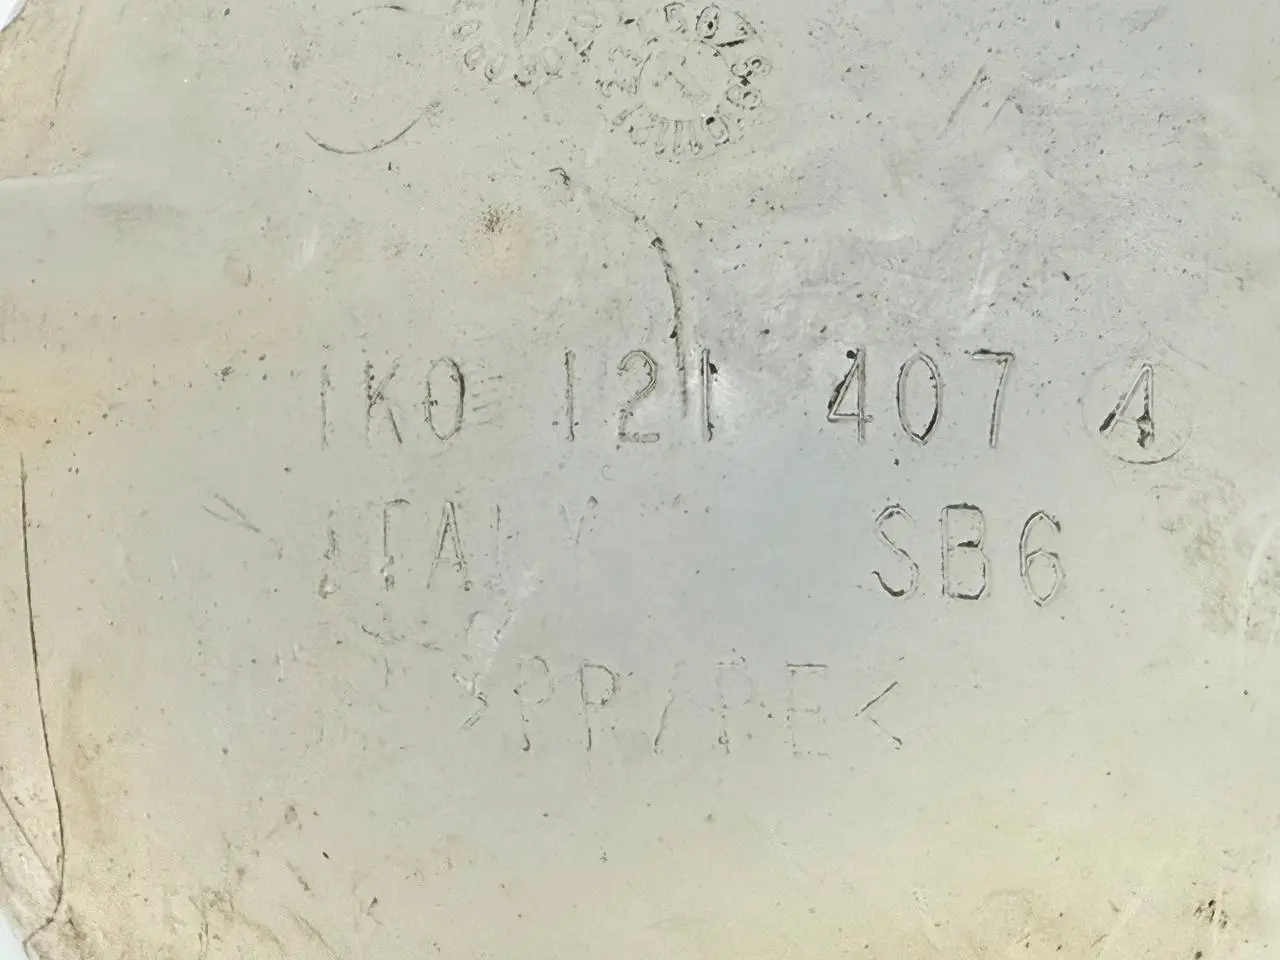 1K0 121 407 A
ITALY SB6
>PP/PE<